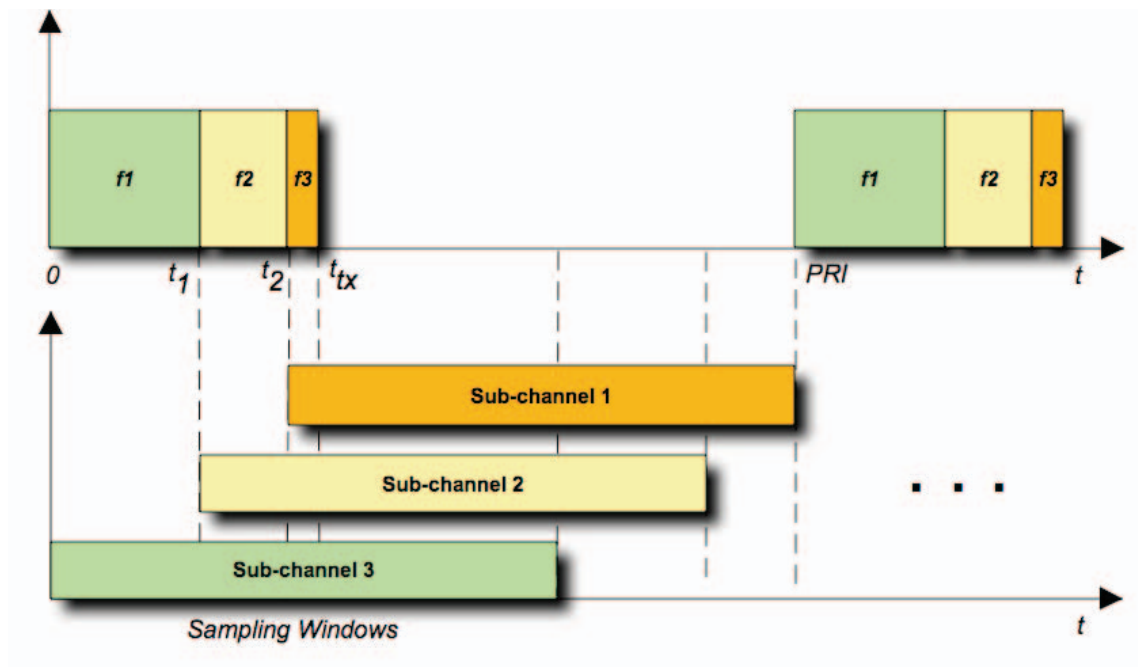 f1 f2 f3 f1 f2 f3
0 t1 t2 ttx PRI t
Sub-channel 1
Sub-channel 2
. . .
Sub-channel 3
Sampling Windows t